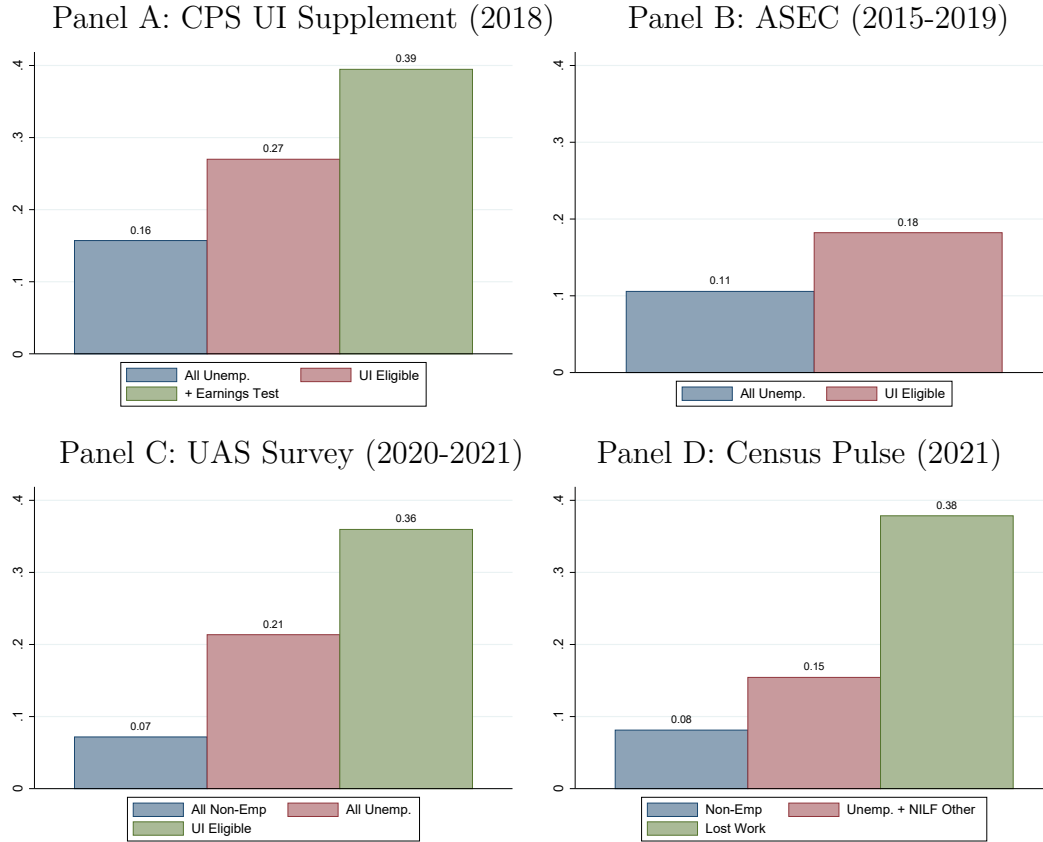 Panel A: CPS UI Supplement (2018)
.4
.3
.2
.1
0
0.16
0.27
0.39
All Unemp.
UI Eligible
+ Earnings Test
Panel B: ASEC (2015-2019)
.4
.3
.2
.1
0
0.11
0.18
All Unemp.
UI Eligible
Panel C: UAS Survey (2020-2021)
.4
.3
.2
.1
0
0.07
0.21
0.36
All Non-Emp
All Unemp.
UI Eligible
Panel D: Census Pulse (2021)
.4
.3
.2
.1
0
0.08
0.15
0.38
Non-Emp
Unemp. + NILF Other
Lost Work